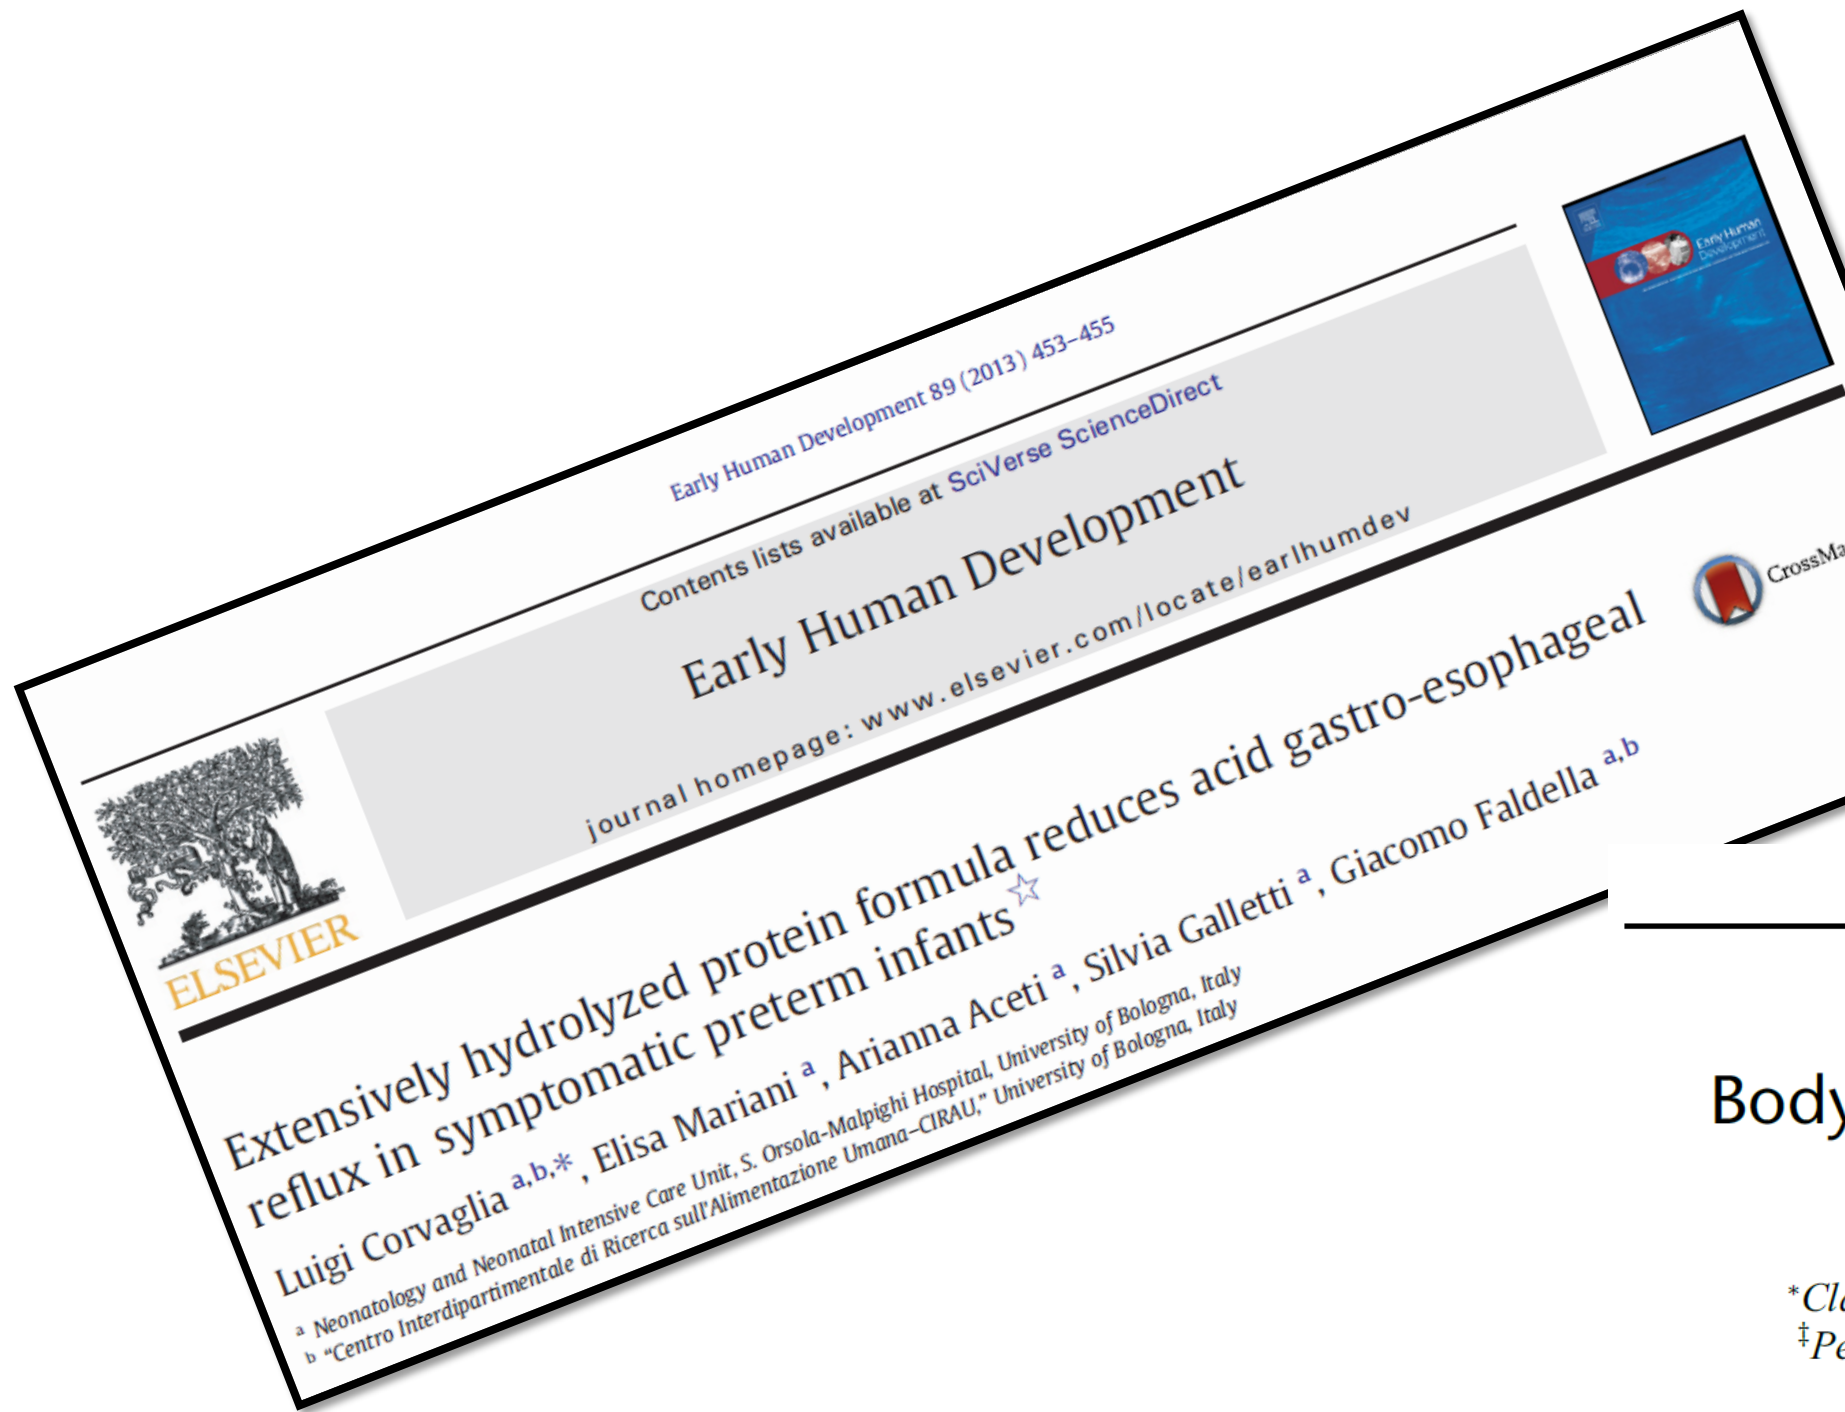 Early Human Development 89 (2013) 453–455
Contents lists available at SciVerse ScienceDirect
Early Human Development
journal homepage: www.elsevier.com/locate/earlhumdev
ELSEVIER
Early Human
Development
CrossMa
Extensively hydrolyzed protein formula reduces acid gastro-esophageal
reflux in symptomatic preterm infants☆
Luigi Corvaglia a,b,*, Elisa Mariani a, Arianna Aceti a, Silvia Galletti a, Giacomo Faldella a,b
a Neonatology and Neonatal Intensive Care Unit, S. Orsola-Malpighi Hospital, University of Bologna, Italy
b “Centro Interdipartimentale di Ricerca sull'Alimentazione Umana–CIRAU,” University of Bologna, Italy
Body
*Cl
‡Pe